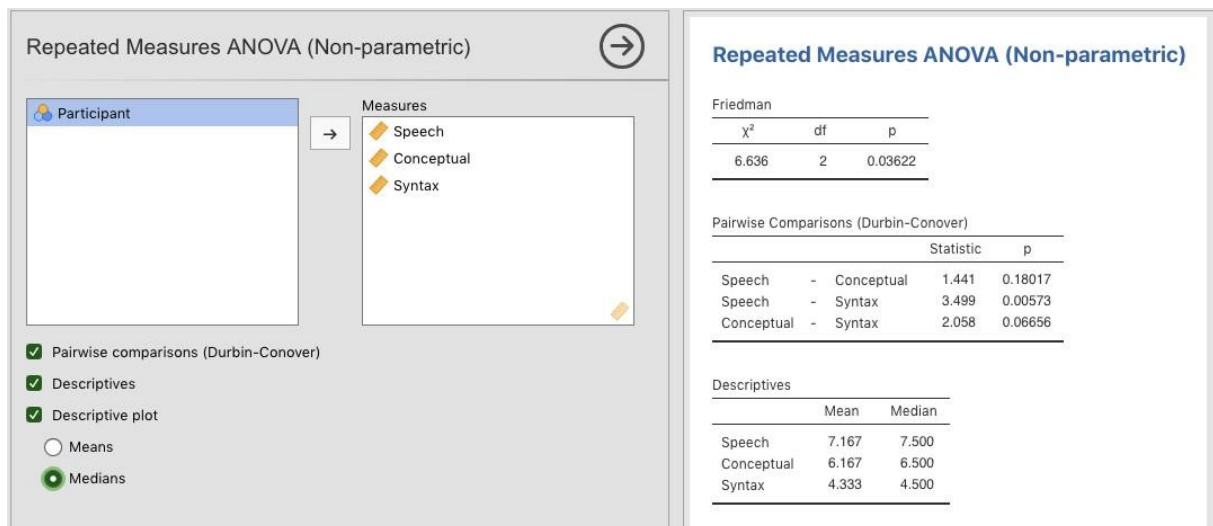 Repeated Measures ANOVA (Non-parametric)
Participant
Measures
Speech
Conceptual
Syntax
Pairwise comparisons (Durbin-Conover)
Descriptives
Descriptive plot
Means
Medians
Repeated Measures ANOVA (Non-parametric)
Friedman
χ² df p
6.636 2 0.03622
Pairwise Comparisons (Durbin-Conover)
Statistic p
Speech - Conceptual 1.441 0.18017
Speech - Syntax 3.499 0.00573
Conceptual - Syntax 2.058 0.06656
Descriptives
Mean Median
Speech 7.167 7.500
Conceptual 6.167 6.500
Syntax 4.333 4.500